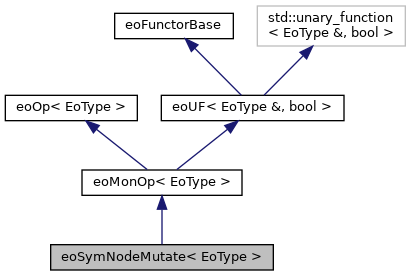 eoFunctorBase
std::unary_function
< EoType &, bool >
eoOp< EoType >
eoUF< EoType &, bool >
eoMonOp< EoType >
eoSymNodeMutate< EoType >